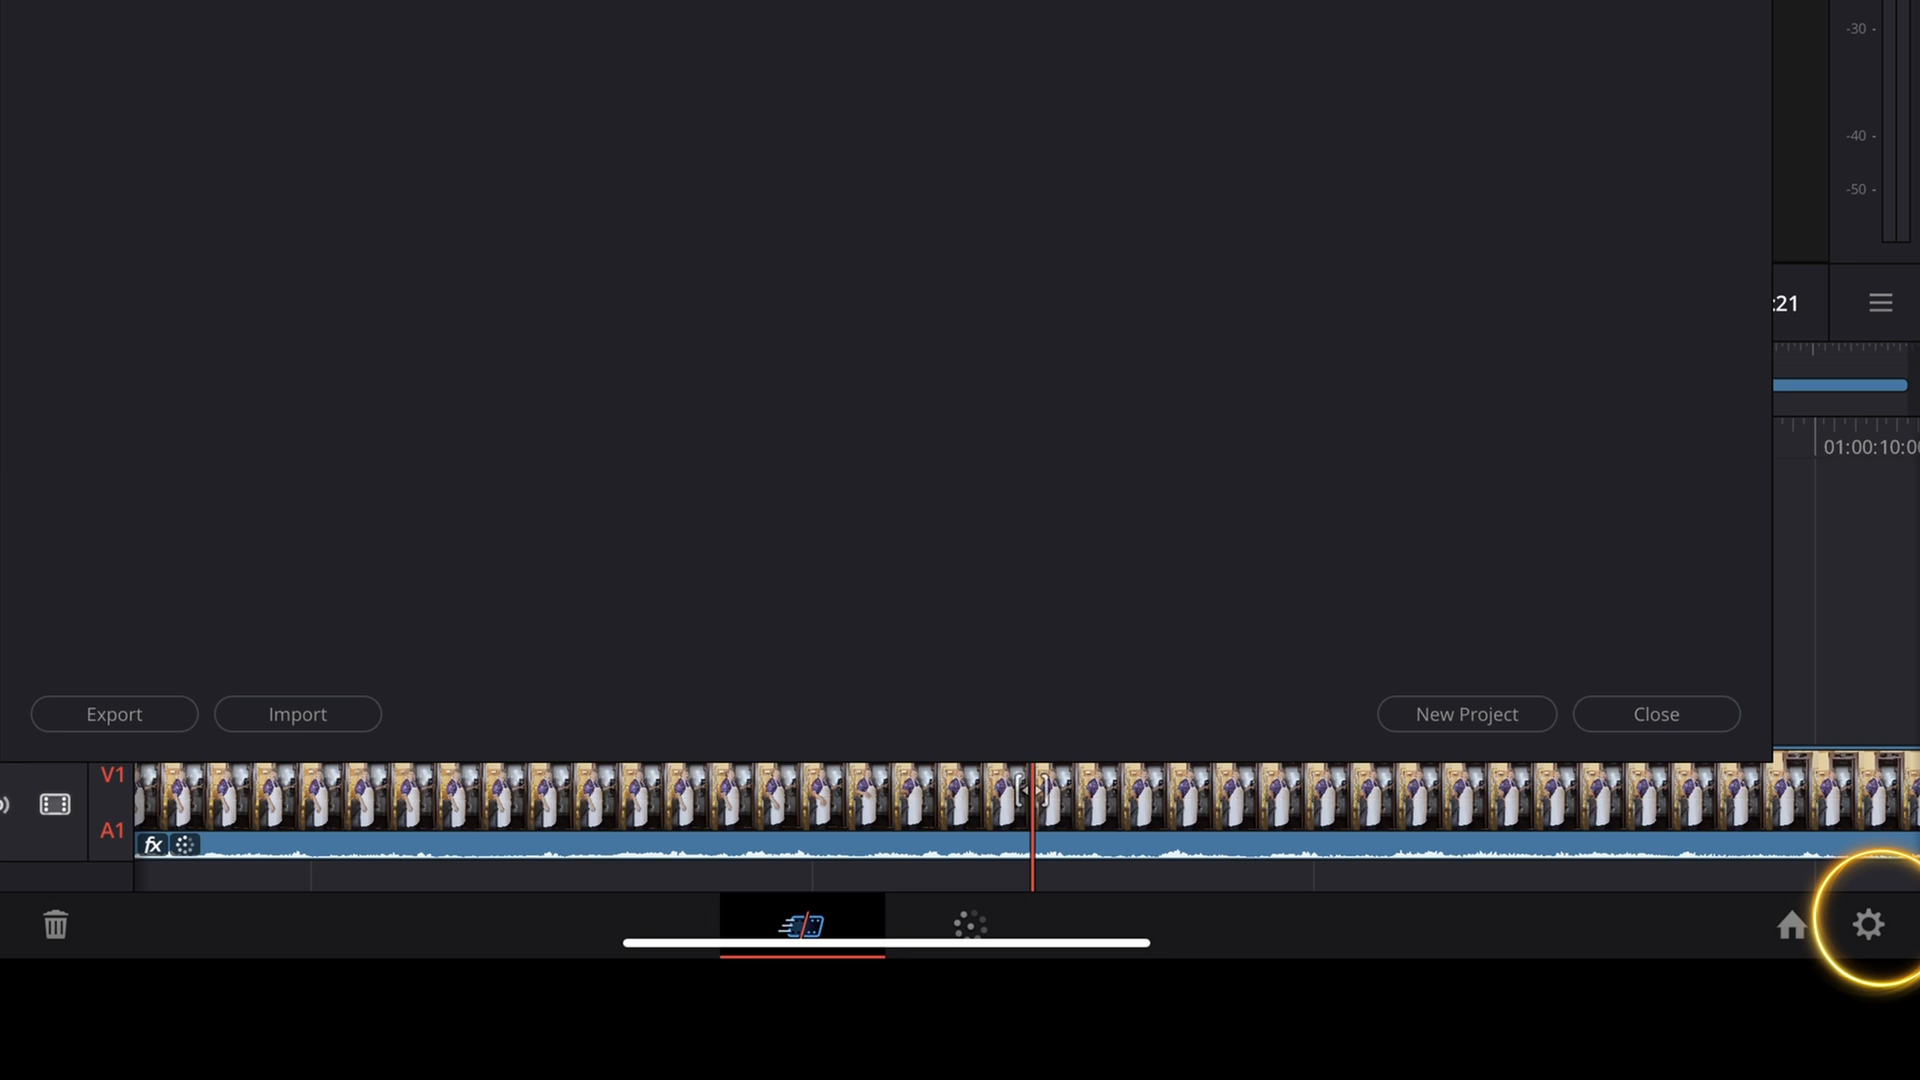 -30 -
-40 -
-50 -
:21
01:00:10:0
Export
Import
New Project
Close
V1
A1
fx